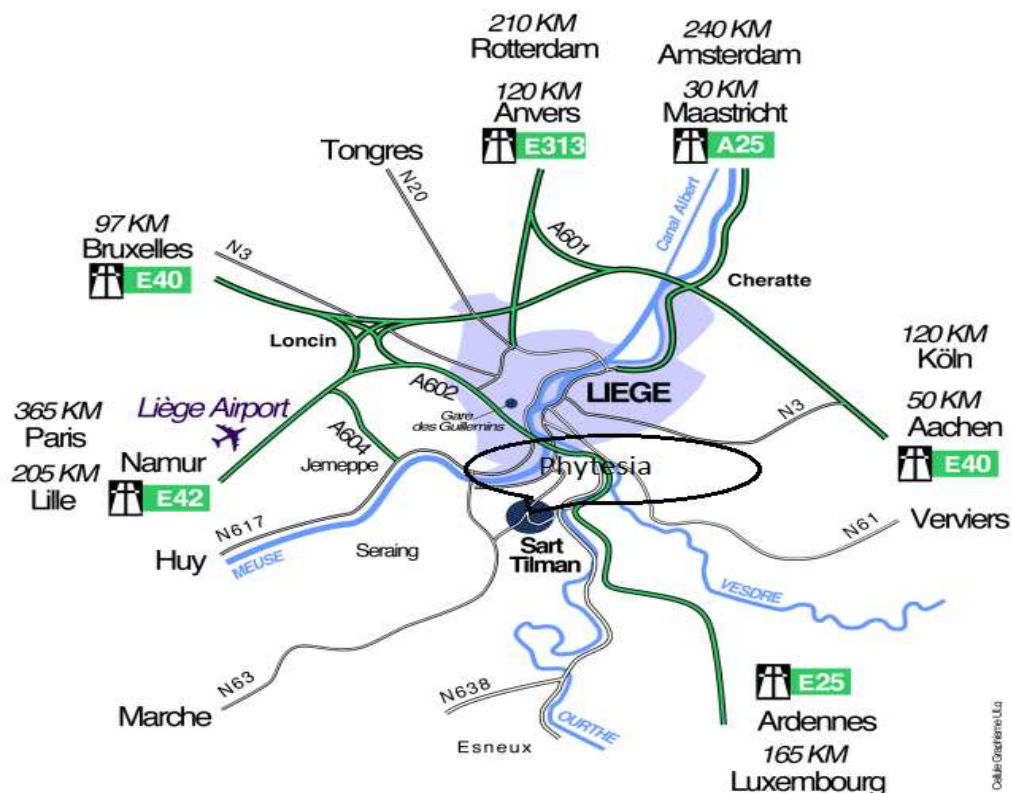 210 KM
Rotterdam
120 KM
Anvers
E313
240 KM
Amsterdam
30 KM
Maastricht
A25
Tongres
N20
97 KM
Bruxelles
E40
N3
A601
Canal Albert
Cheratte
Loncin
120 KM
Köln
50 KM
Aachen
E40
LIEGE
A602
Gare
des Guillemins
N3
365 KM
Paris
Liège Airport
205 KM
Lille
Namur
E42
A604
Jemeppe
Phytesia
N617
Huy
MEUSE
Seraing
Sart
Tilman
N61
Verviers
VESDRE
N63
Marche
N638
Esneux
OURTHE
E25
Ardennes
165 KM
Luxembourg
Cellule Graphisme ULg